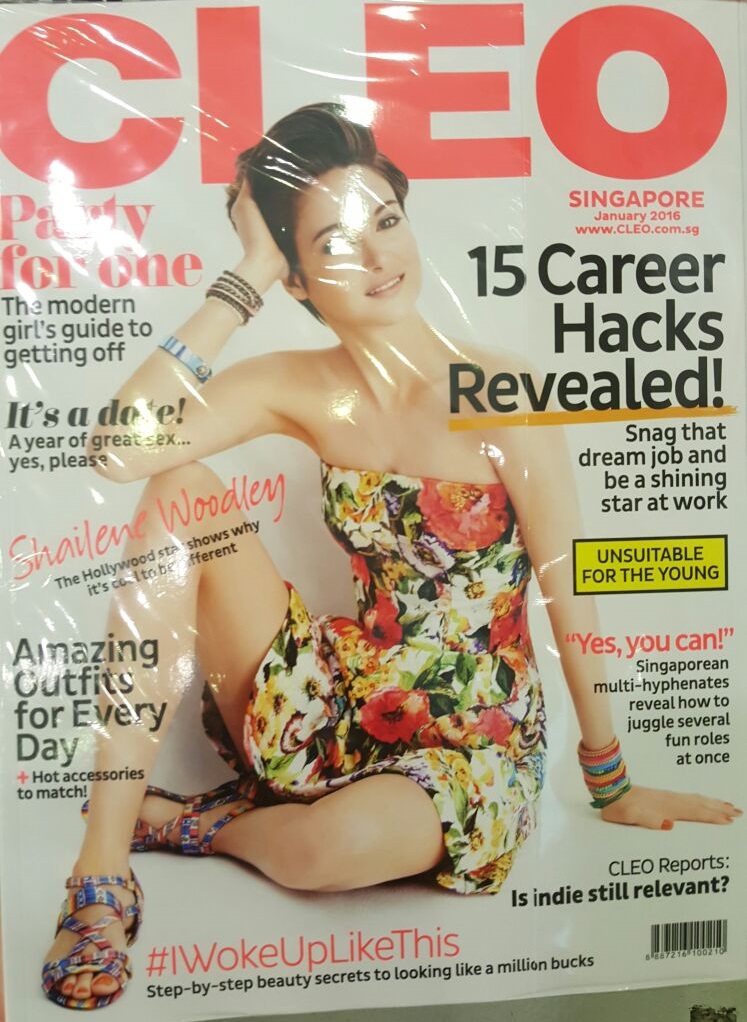 CLEO
SINGAPORE
January 2016
www.CLEO.com.sg
Party
for one
The modern
girl's guide to
getting off
15 Career
Hacks
Revealed!
Snag that
dream job and
be a shining
star at work
It's a date!
A year of great sex...
yes, please
Shailene Woodley
The Hollywood star shows why
it's cool to be different
UNSUITABLE
FOR THE YOUNG
"Yes, you can!"
Singaporean
multi-hyphenates
reveal how to
juggle several
fun roles
at once
Amazing
Outfits
for Every
Day
+ Hot accessories
to match!
CLEO Reports:
Is indie still relevant?
#IWokeUpLikeThis
Step-by-step beauty secrets to looking like a million bucks
8 887216 100210